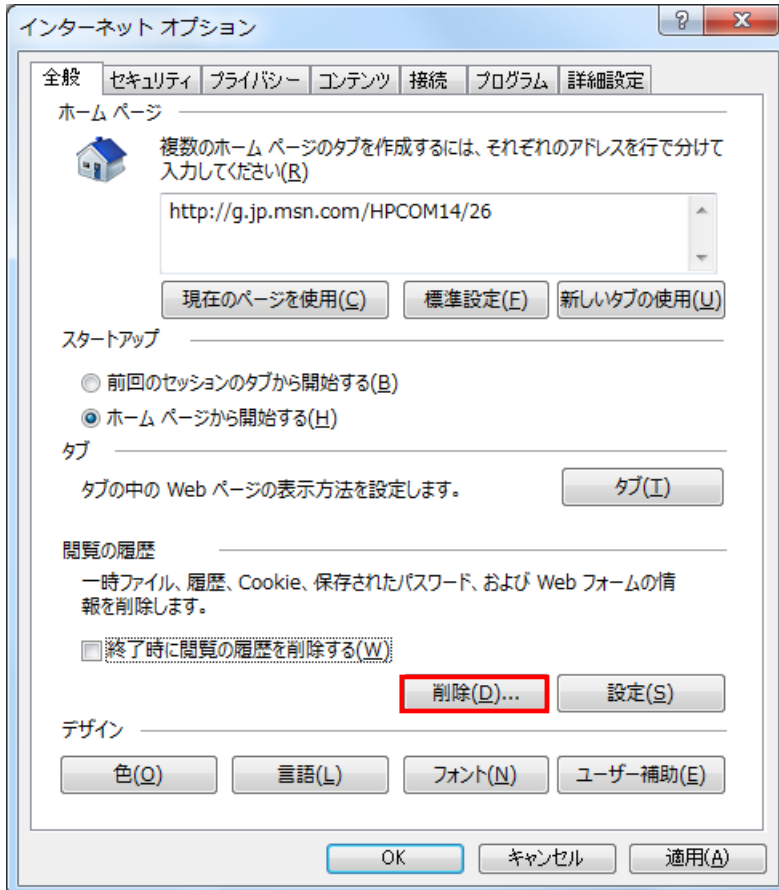 インターネット オプション
全般 セキュリティ プライバシー コンテンツ 接続 プログラム 詳細設定
ホーム ページ
複数のホーム ページのタブを作成するには、それぞれのアドレスを行で分けて
入力してください(R)
http://g.jp.msn.com/HPCOM14/26
現在のページを使用(C) 標準設定(F) 新しいタブの使用(U)
スタートアップ
前回のセッションのタブから開始する(B)
ホーム ページから開始する(H)
タブ
タブの中の Web ページの表示方法を設定します。 タブ(T)
閲覧の履歴
一時ファイル、履歴、Cookie、保存されたパスワード、および Web フォームの情
報を削除します。
終了時に閲覧の履歴を削除する(W)
削除(D)... 設定(S)
デザイン
色(O) 言語(L) フォント(N) ユーザー補助(E)
OK キャンセル 適用(A)